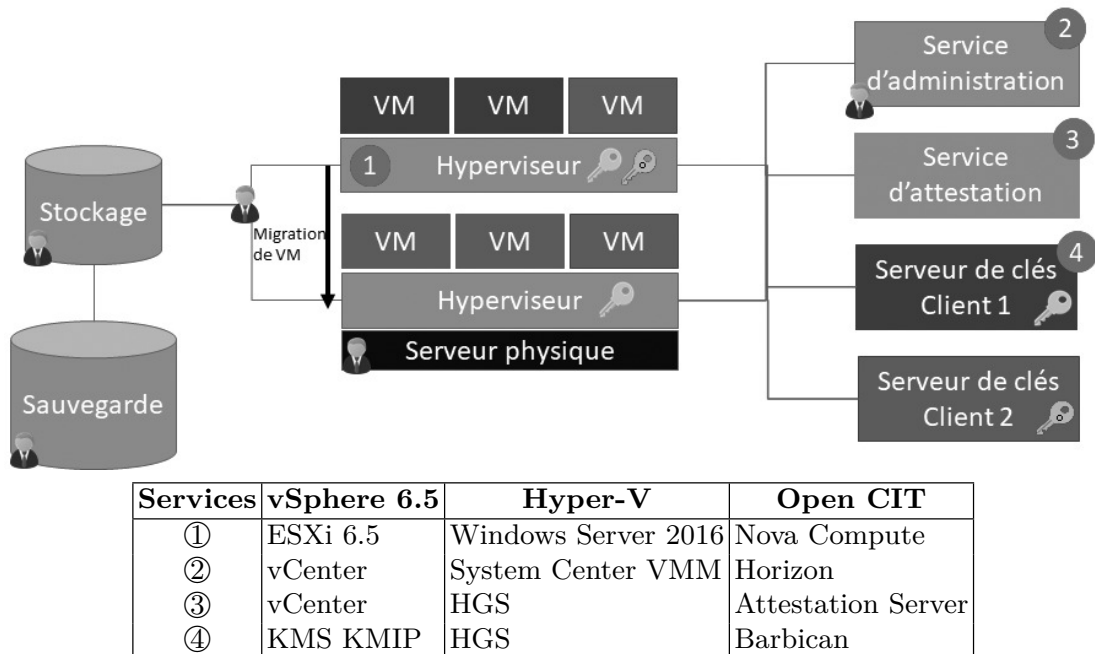 Stockage
Sauvegarde
Migration
de VM
VM VM VM
1 Hyperviseur
VM VM VM
Hyperviseur
Serveur physique
2
Service
d'administration
3
Service
d'attestation
4
Serveur de clés
Client 1
Serveur de clés
Client 2
Services vSphere 6.5 Hyper-V Open CIT
① ESXi 6.5 Windows Server 2016 Nova Compute
② vCenter System Center VMM Horizon
③ vCenter HGS Attestation Server
④ KMS KMIP HGS Barbican